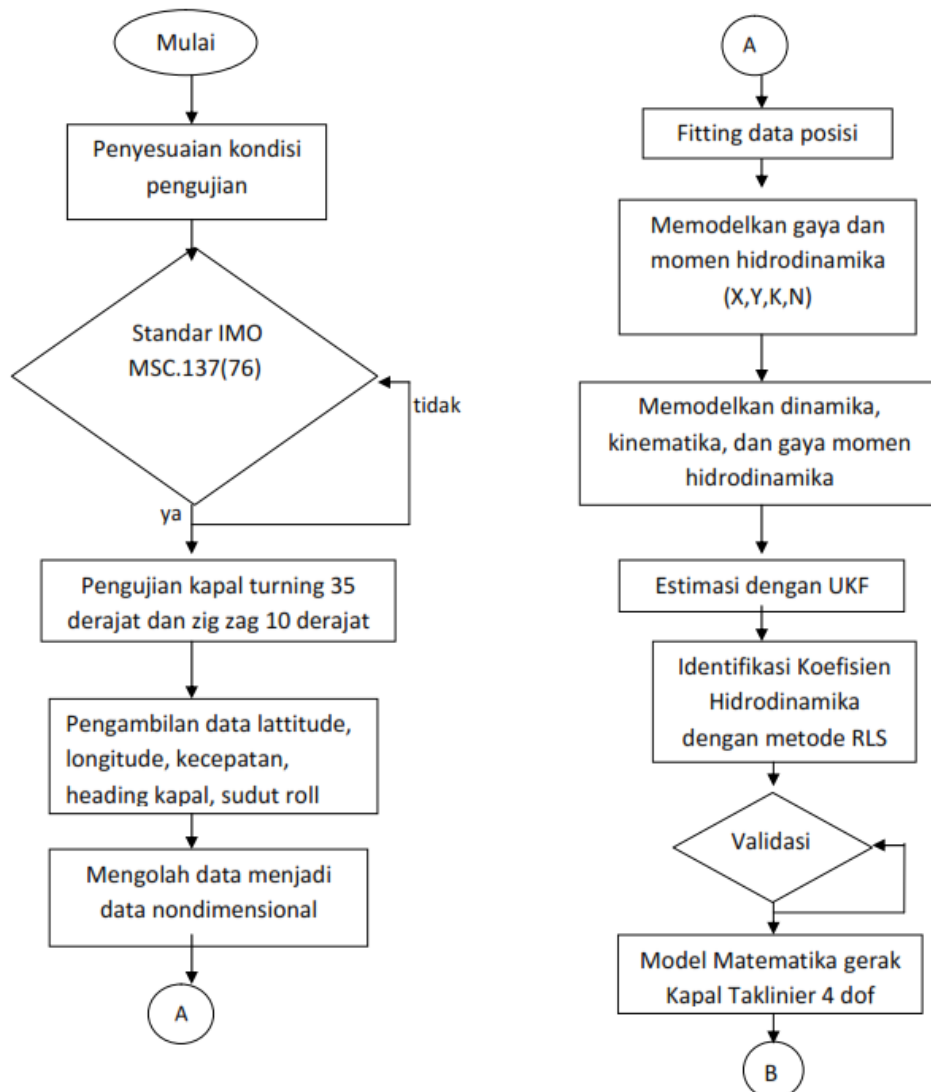 Mulai
Penyesuaian kondisi
pengujian
Standar IMO
MSC.137(76)
tidak
ya
Pengujian kapal turning 35
derajat dan zig zag 10 derajat
Pengambilan data lattitude,
longitude, kecepatan,
heading kapal, sudut roll
Mengolah data menjadi
data nondimensional
A
A
Fitting data posisi
Memodelkan gaya dan
momen hidrodinamika
(X,Y,K,N)
Memodelkan dinamika,
kinematika, dan gaya momen
hidrodinamika
Estimasi dengan UKF
Identifikasi Koefisien
Hidrodinamika
dengan metode RLS
Validasi
Model Matematika gerak
Kapal Taklinier 4 dof
B